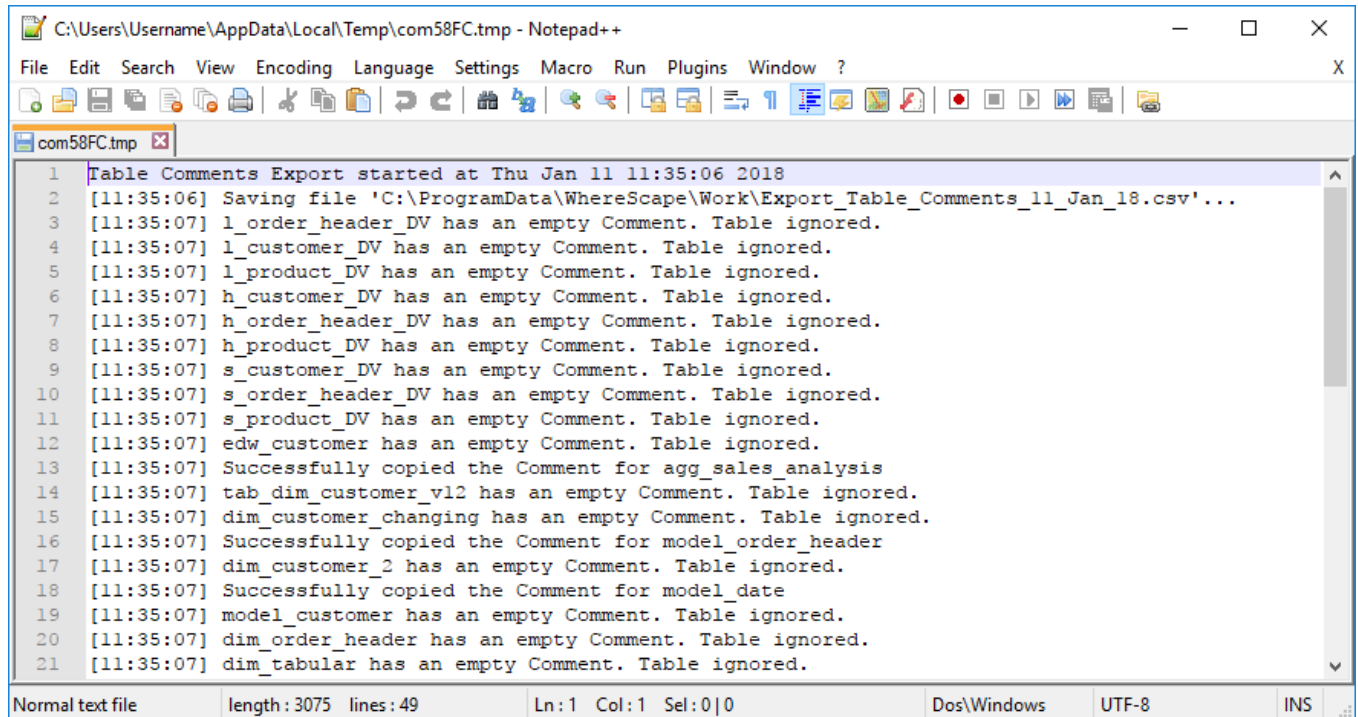 C:\Users\Username\AppData\Local\Temp\com58FC.tmp - Notepad++
File Edit Search View Encoding Language Settings Macro Run Plugins Window ? X
com58FC.tmp
1 Table Comments Export started at Thu Jan 11 11:35:06 2018
2 [11:35:06] Saving file 'C:\ProgramData\WhereScape\Work\Export_Table_Comments_11_Jan_18.csv'...
3 [11:35:07] l_order_header_DV has an empty Comment. Table ignored.
4 [11:35:07] l_customer_DV has an empty Comment. Table ignored.
5 [11:35:07] l_product_DV has an empty Comment. Table ignored.
6 [11:35:07] h_customer_DV has an empty Comment. Table ignored.
7 [11:35:07] h_order_header_DV has an empty Comment. Table ignored.
8 [11:35:07] h_product_DV has an empty Comment. Table ignored.
9 [11:35:07] s_customer_DV has an empty Comment. Table ignored.
10 [11:35:07] s_order_header_DV has an empty Comment. Table ignored.
11 [11:35:07] s_product_DV has an empty Comment. Table ignored.
12 [11:35:07] edw_customer has an empty Comment. Table ignored.
13 [11:35:07] Successfully copied the Comment for agg_sales_analysis
14 [11:35:07] tab_dim_customer_v12 has an empty Comment. Table ignored.
15 [11:35:07] dim_customer_changing has an empty Comment. Table ignored.
16 [11:35:07] Successfully copied the Comment for model_order_header
17 [11:35:07] dim_customer_2 has an empty Comment. Table ignored.
18 [11:35:07] Successfully copied the Comment for model_date
19 [11:35:07] model_customer has an empty Comment. Table ignored.
20 [11:35:07] dim_order_header has an empty Comment. Table ignored.
21 [11:35:07] dim_tabular has an empty Comment. Table ignored.
Normal text file length : 3075 lines : 49 Ln : 1 Col : 1 Sel : 0 | 0 Dos\Windows UTF-8 INS